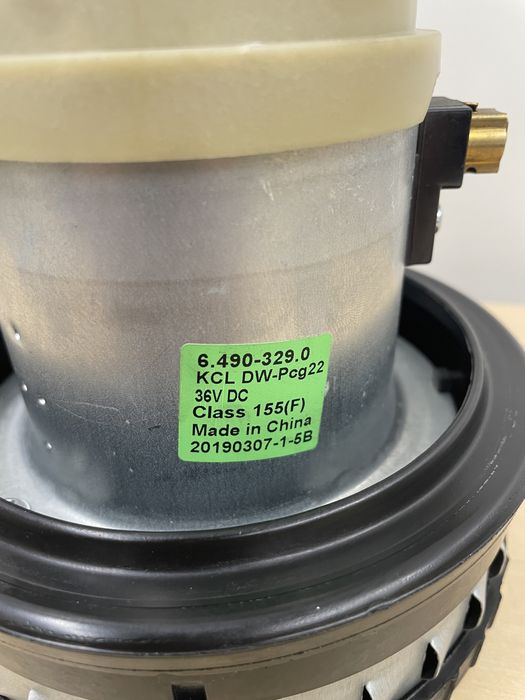 6.490-329.0
KCL DW-Pcg22
36V DC
Class 155(F)
Made in China
20190307-1-5B